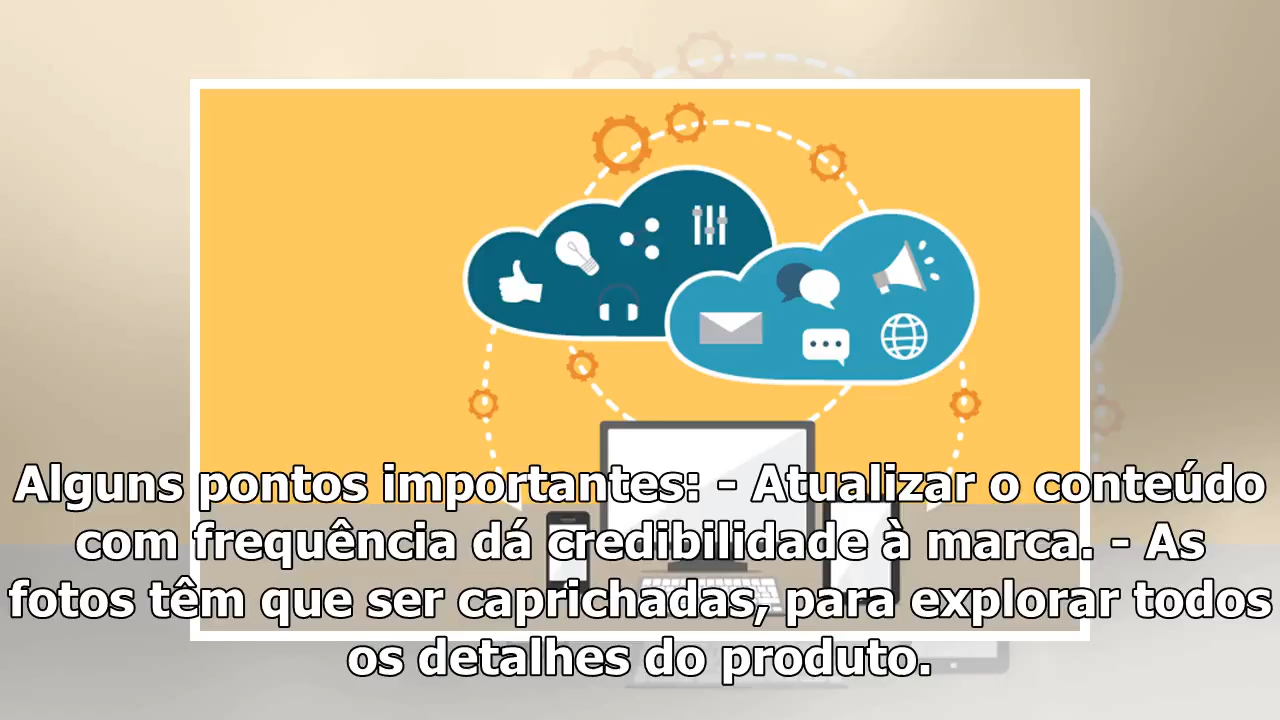 Alguns pontos importantes: - Atualizar o conteúdo
com frequência dá credibilidade à marca. - As
fotos têm que ser caprichadas, para explorar todos
os detalhes do produto.